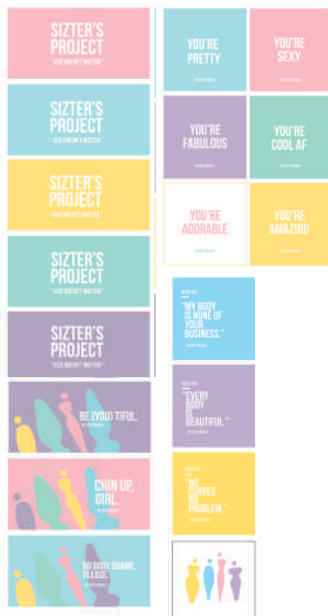 SIZTER'S
PROJECT
"SIZE DOESN'T MATTER"
SIZTER'S
PROJECT
"SIZE DOESN'T MATTER"
SIZTER'S
PROJECT
"SIZE DOESN'T MATTER"
SIZTER'S
PROJECT
"SIZE DOESN'T MATTER"
SIZTER'S
PROJECT
"SIZE DOESN'T MATTER"
BE (YOU) TIFUL.
CHIN UP,
GIRL.
NO BODY SHAME,
PLEASE.
YOU'RE
PRETTY
YOU'RE
SEXY
YOU'RE
FABULOUS
YOU'RE
COOL AF
YOU'RE
ADORABLE
YOU'RE
AMAZING
"MY BODY
IS NONE OF
YOUR
BUSINESS."
"EVERY
BODY
IS
BEAUTIFUL."
"NO
CURVES
NO
PROBLEM."